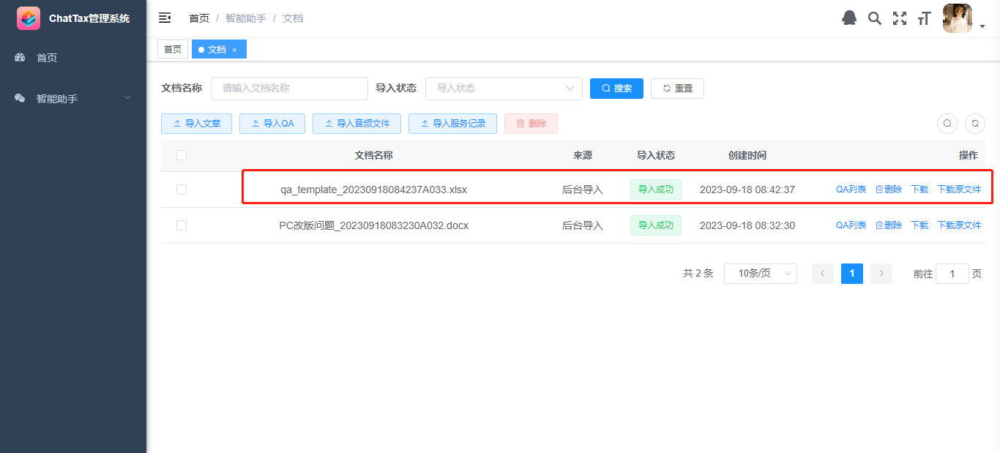 ChatTax管理系统
首页
智能助手
首页 / 智能助手 / 文档
首页
文档 ×
文档名称 请输入文档名称 导入状态 导入状态 搜索 重置
导入文章 导入QA 导入音频文件 导入服务记录 删除
文档名称 来源 导入状态 创建时间 操作
qa_template_20230918084237A033.xlsx 后台导入 导入成功 2023-09-18 08:42:37 QA列表 删除 下载 下载原文件
PC改版问题_20230918083230A032.docx 后台导入 导入成功 2023-09-18 08:32:30 QA列表 删除 下载 下载原文件
共 2 条 10条/页 1 前往 1 页